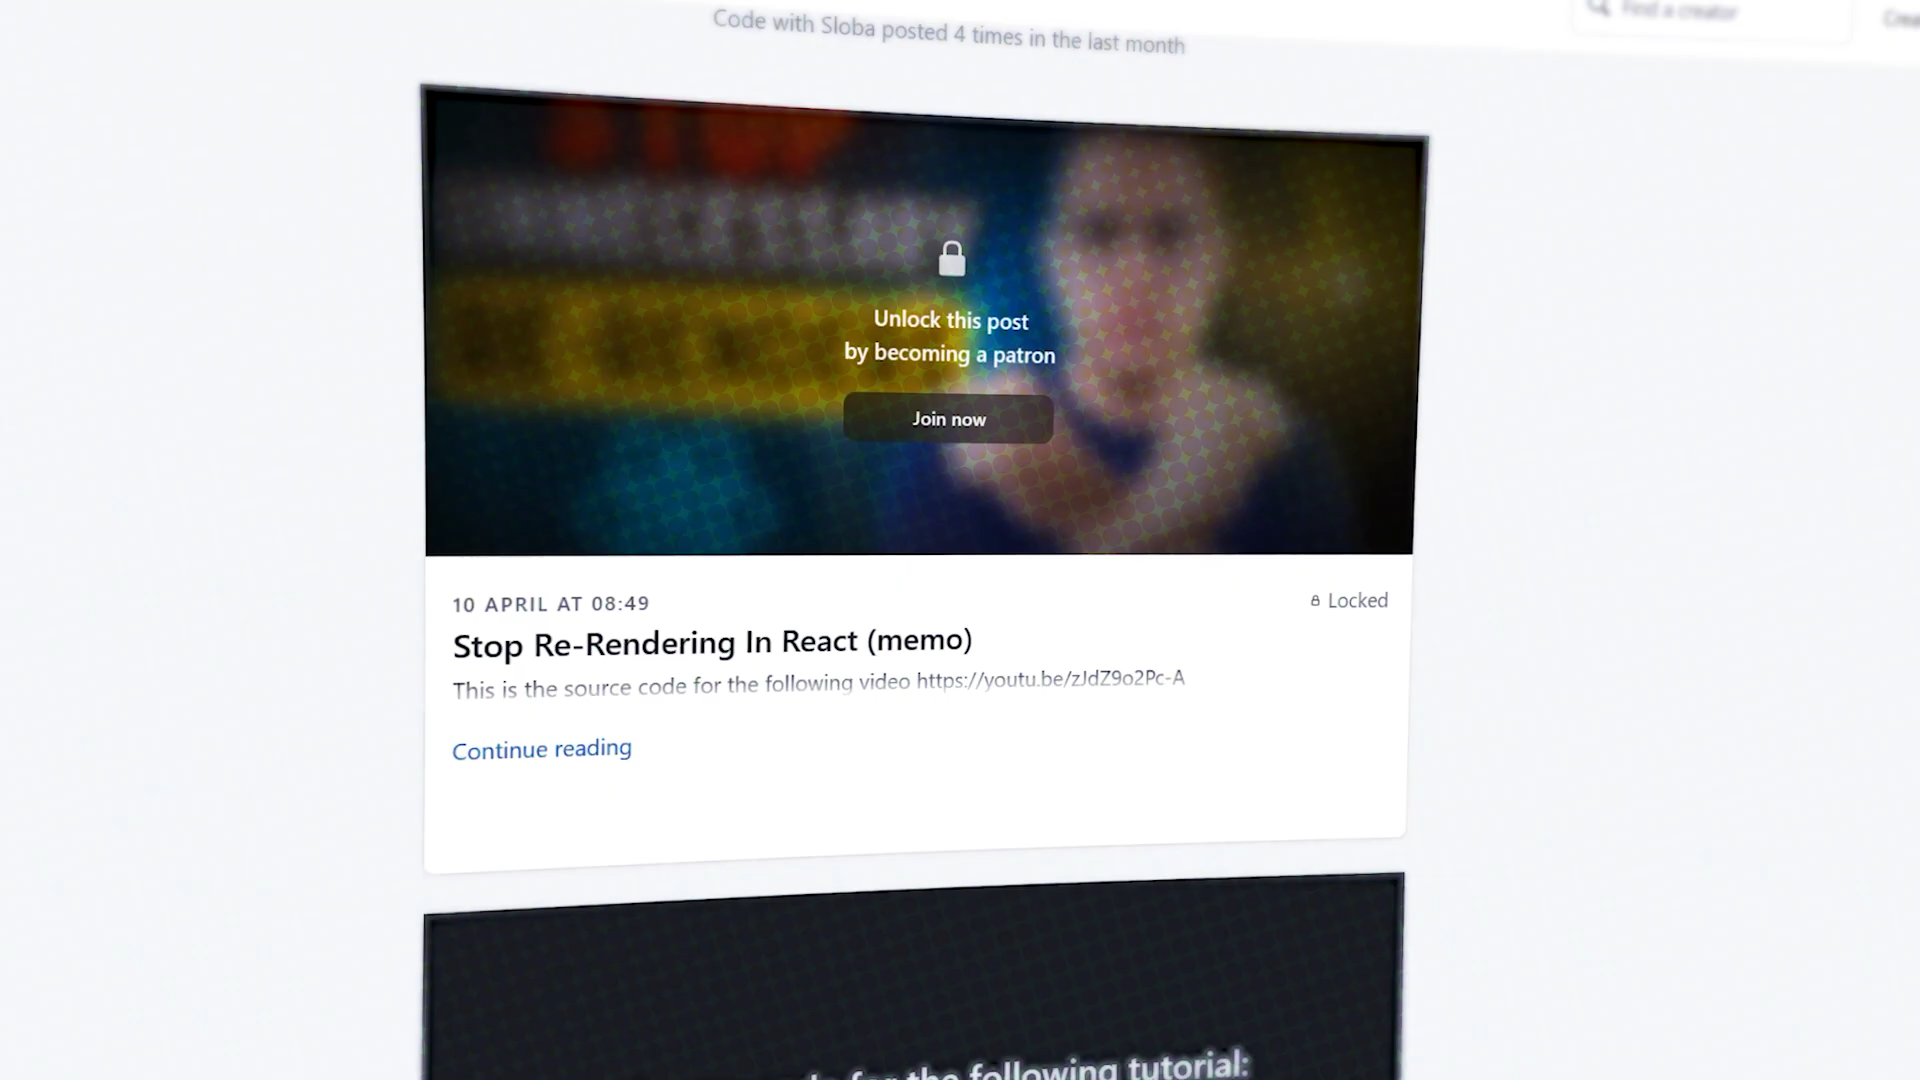 Find a creator
Code with Sloba posted 4 times in the last month
Unlock this post
by becoming a patron
Join now
10 APRIL AT 08:49
Locked
Stop Re-Rendering In React (memo)
This is the source code for the following video https://youtu.be/zJdZ9o2Pc-A
Continue reading
for the following tutorial: